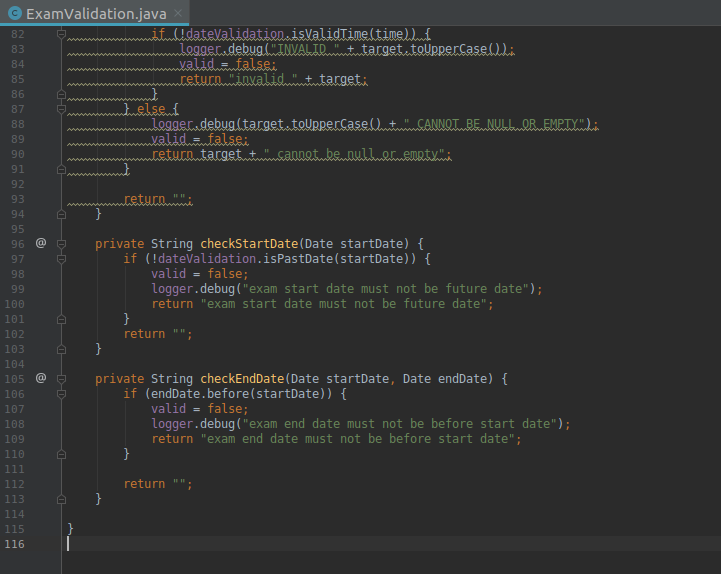 ExamValidation.java
82 if (!dateValidation.isValidTime(time)) {
83 logger.debug("INVALID " + target.toUpperCase());
84 valid = false;
85 return "invalid " + target;
86 }
87 } else {
88 logger.debug(target.toUpperCase() + " CANNOT BE NULL OR EMPTY");
89 valid = false;
90 return target + " cannot be null or empty";
91 }
92
93 return "";
94 }
95
96 @ private String checkStartDate(Date startDate) {
97 if (!dateValidation.isPastDate(startDate)) {
98 valid = false;
99 logger.debug("exam start date must not be future date");
100 return "exam start date must not be future date";
101 }
102 return "";
103 }
104
105 @ private String checkEndDate(Date startDate, Date endDate) {
106 if (endDate.before(startDate)) {
107 valid = false;
108 logger.debug("exam end date must not be before start date");
109 return "exam end date must not be before start date";
110 }
111
112 return "";
113 }
114
115 }
116